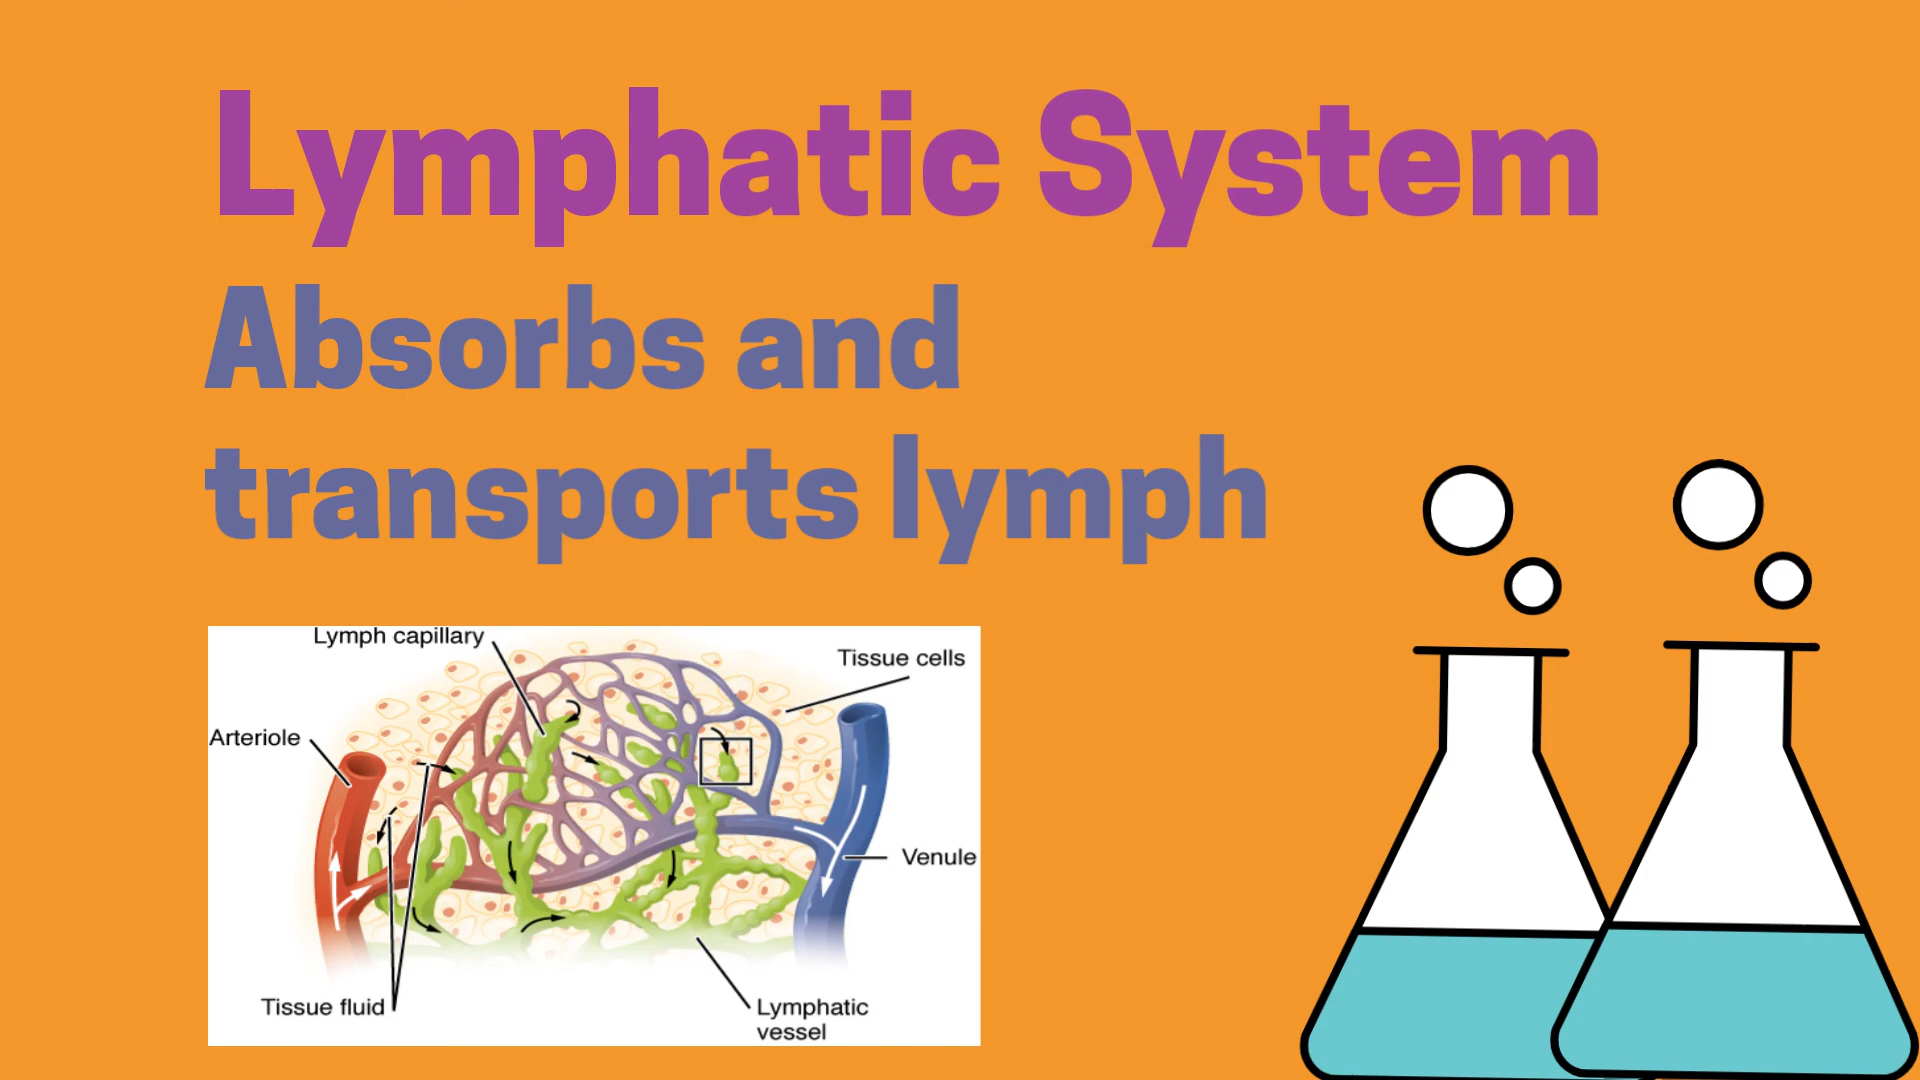 Lymphatic System
Absorbs and
transports lymph
Lymph capillary
Tissue cells
Arteriole
Venule
Tissue fluid
Lymphatic
vessel